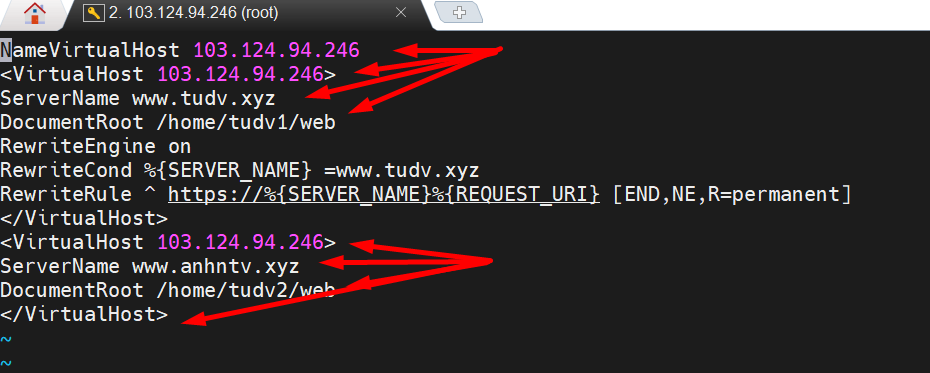 2. 103.124.94.246 (root)
NameVirtualHost 103.124.94.246
<VirtualHost 103.124.94.246>
ServerName www.tudv.xyz
DocumentRoot /home/tudv1/web
RewriteEngine on
RewriteCond %{SERVER_NAME} =www.tudv.xyz
RewriteRule ^ https://%{SERVER_NAME}%{REQUEST_URI} [END,NE,R=permanent]
</VirtualHost>
<VirtualHost 103.124.94.246>
ServerName www.anhntv.xyz
DocumentRoot /home/tudv2/web
</VirtualHost>
~
~